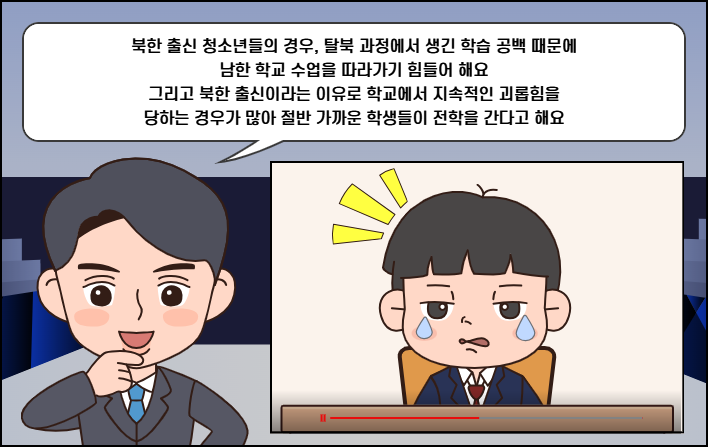 북한 출신 청소년들의 경우, 탈북 과정에서 생긴 학습 공백 때문에
남한 학교 수업을 따라가기 힘들어 해요
그리고 북한 출신이라는 이유로 학교에서 지속적인 괴롭힘을
당하는 경우가 많아 절반 가까운 학생들이 전학을 간다고 해요